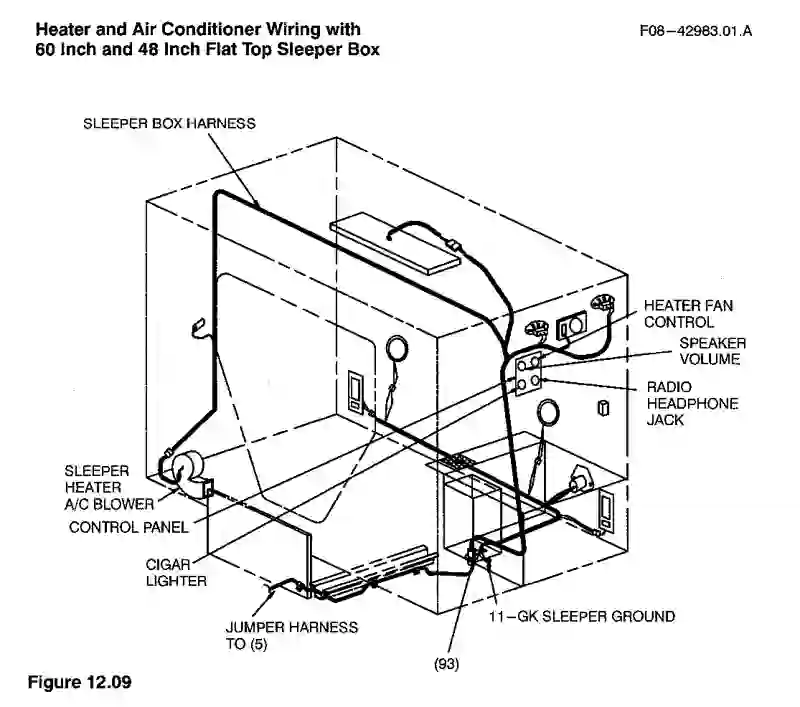 Heater and Air Conditioner Wiring with
60 Inch and 48 Inch Flat Top Sleeper Box
F08-42983.01.A
SLEEPER BOX HARNESS
HEATER FAN
CONTROL
SPEAKER
VOLUME
RADIO
HEADPHONE
JACK
SLEEPER
HEATER
A/C BLOWER
CONTROL PANEL
CIGAR
LIGHTER
JUMPER HARNESS
TO (5)
11-GK SLEEPER GROUND
(93)
Figure 12.09